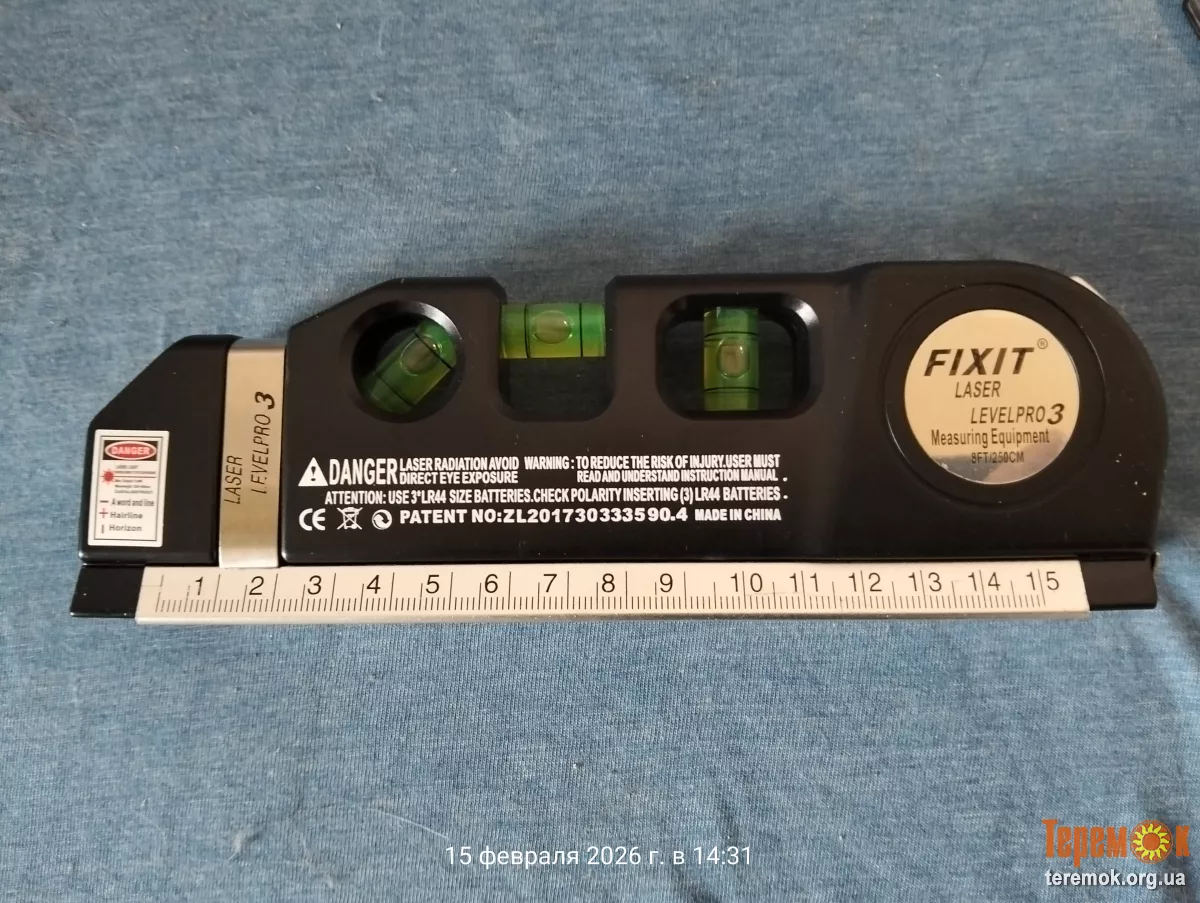 DANGER
A word and line
Hairline
Horizon
LASER
LEVELPRO 3
DANGER LASER RADIATION AVOID DIRECT EYE EXPOSURE
WARNING : TO REDUCE THE RISK OF INJURY.USER MUST READ AND UNDERSTAND INSTRUCTION MANUAL .
ATTENTION: USE 3*LR44 SIZE BATTERIES.CHECK POLARITY INSERTING (3) LR44 BATTERIES .
CE PATENT NO:ZL201730333590.4 MADE IN CHINA
FIXIT®
LASER
LEVELPRO 3
Measuring Equipment
8FT/250CM
1 2 3 4 5 6 7 8 9 10 11 12 13 14 15
15 февраля 2026 г. в 14:31
Теремок
teremok.org.ua